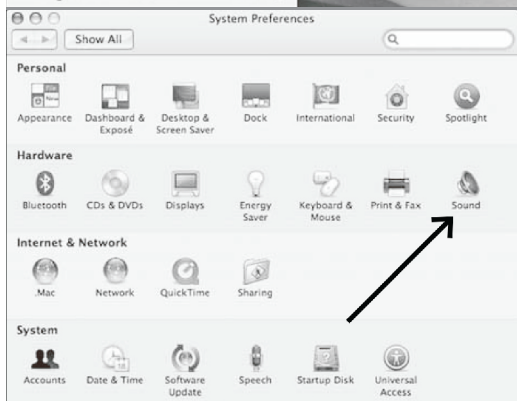 System Preferences
Show All
Personal
Appearance
Dashboard &
Exposé
Desktop &
Screen Saver
Dock
International
Security
Spotlight
Hardware
Bluetooth
CDs & DVDs
Displays
Energy
Saver
Keyboard &
Mouse
Print & Fax
Sound
Internet & Network
.Mac
Network
QuickTime
Sharing
System
Accounts
Date & Time
Software
Update
Speech
Startup Disk
Universal
Access